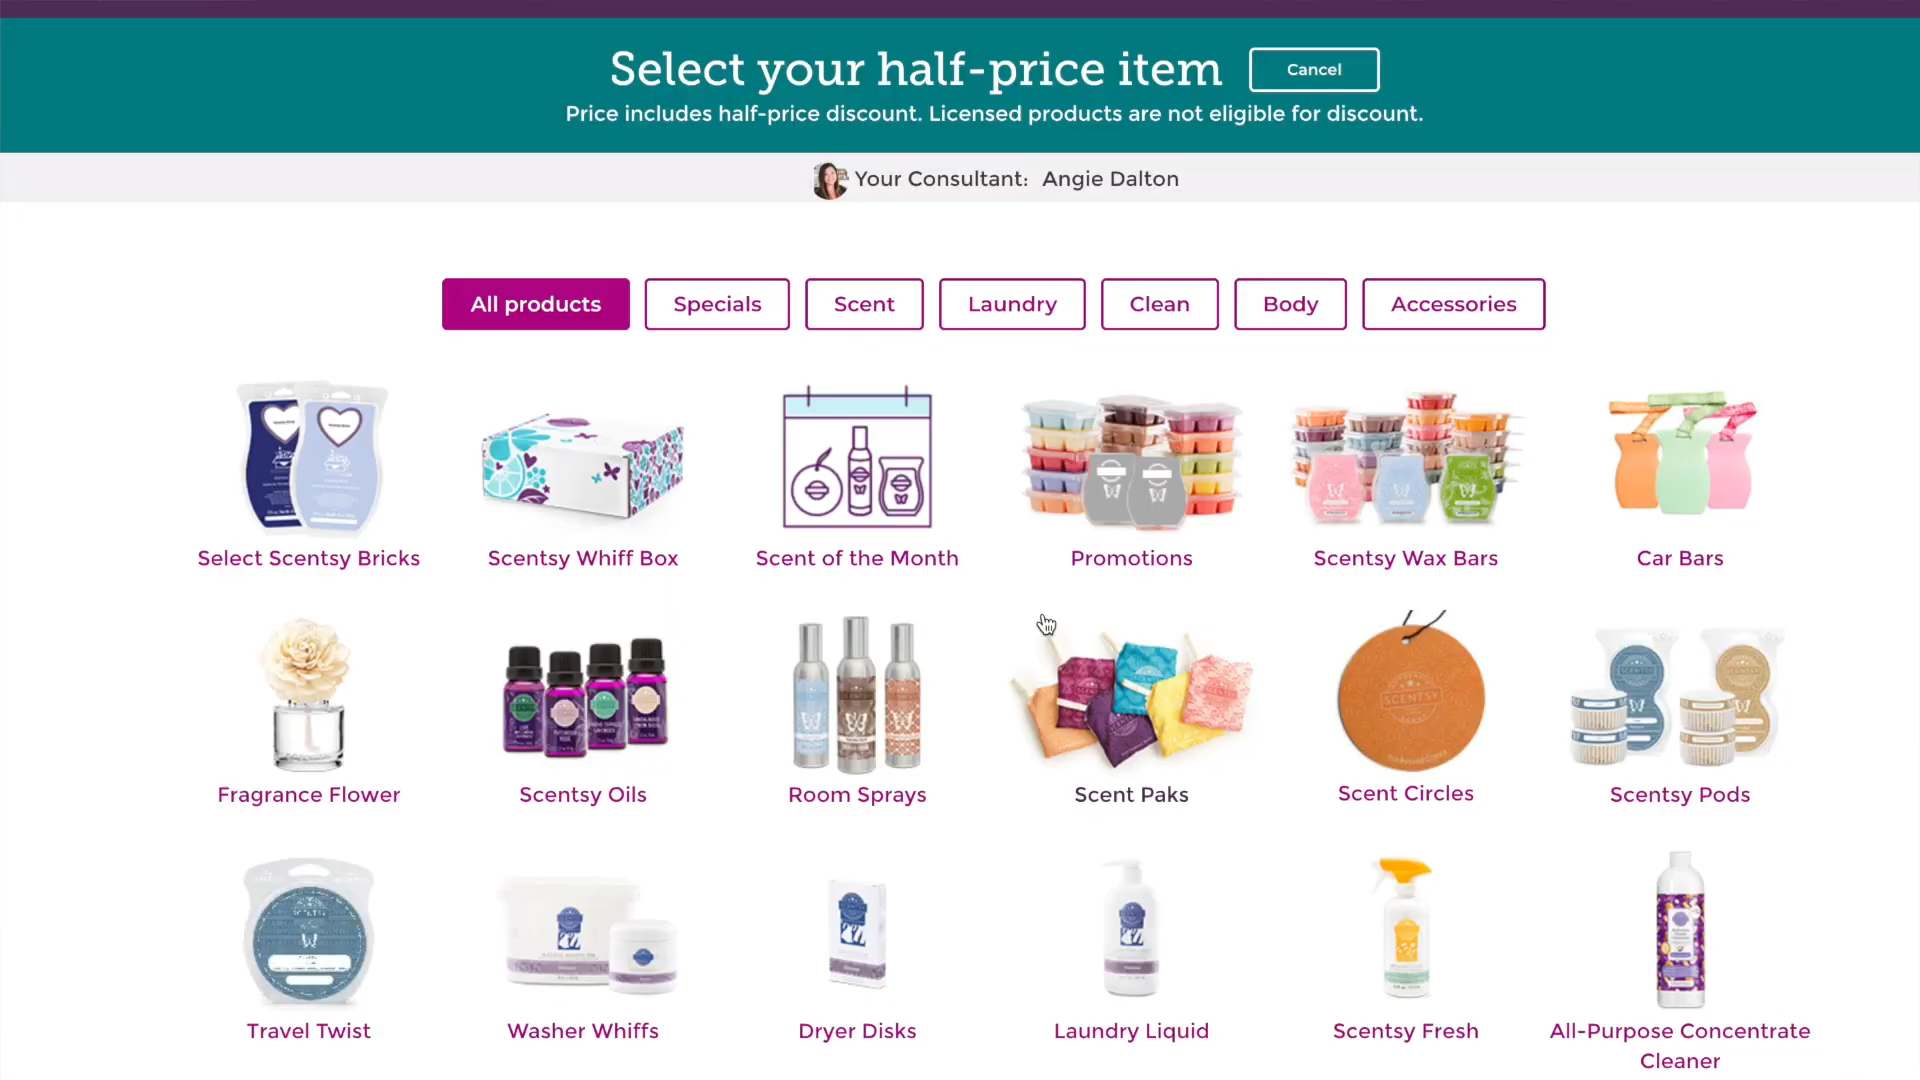 Select your half-price item
Cancel
Price includes half-price discount. Licensed products are not eligible for discount.
Your Consultant: Angie Dalton
All products
Specials
Scent
Laundry
Clean
Body
Accessories
Select Scentsy Bricks
Scentsy Whiff Box
Scent of the Month
Promotions
Scentsy Wax Bars
Car Bars
SCENTSY
Fragrance Flower
Scentsy Oils
Room Sprays
Scent Paks
Scent Circles
Scentsy Pods
Travel Twist
Washer Whiffs
Dryer Disks
Laundry Liquid
Scentsy Fresh
All-Purpose Concentrate
Cleaner